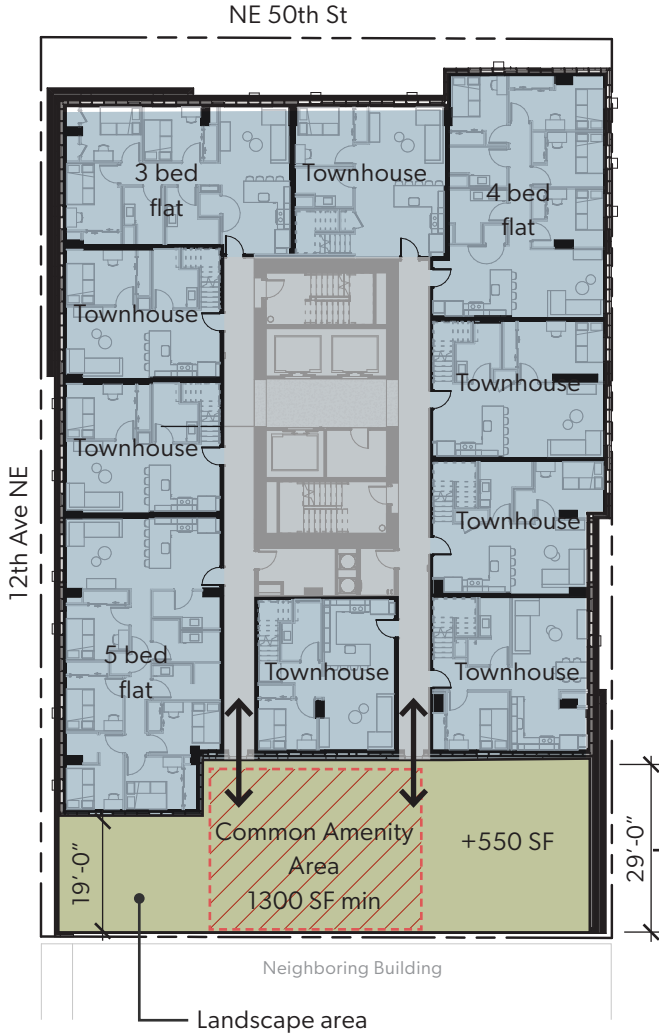 NE 50th St
3 bed
flat
Townhouse
4 bed
flat
Townhouse
Townhouse
Townhouse
Townhouse
12th Ave NE
5 bed
flat
Townhouse
Townhouse
Common Amenity
Area
1300 SF min
+550 SF
19'-0"
29'-0"
Neighboring Building
Landscape area